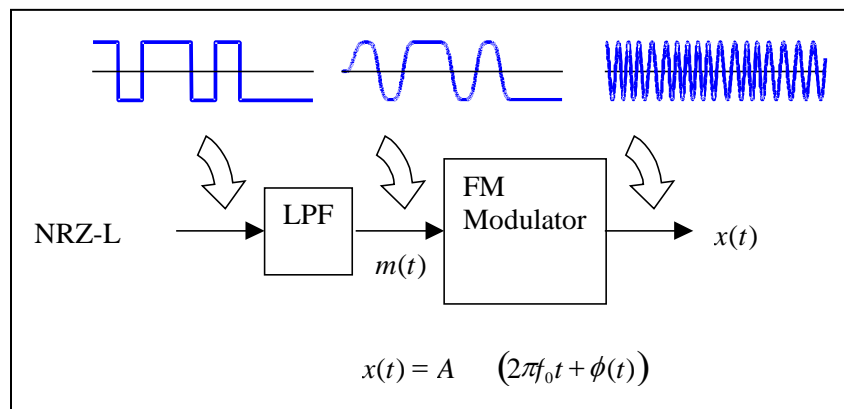 NRZ-L
LPF
m(t)
FM
Modulator
x(t)
x(t) = A (2πf₀t + ϕ(t))